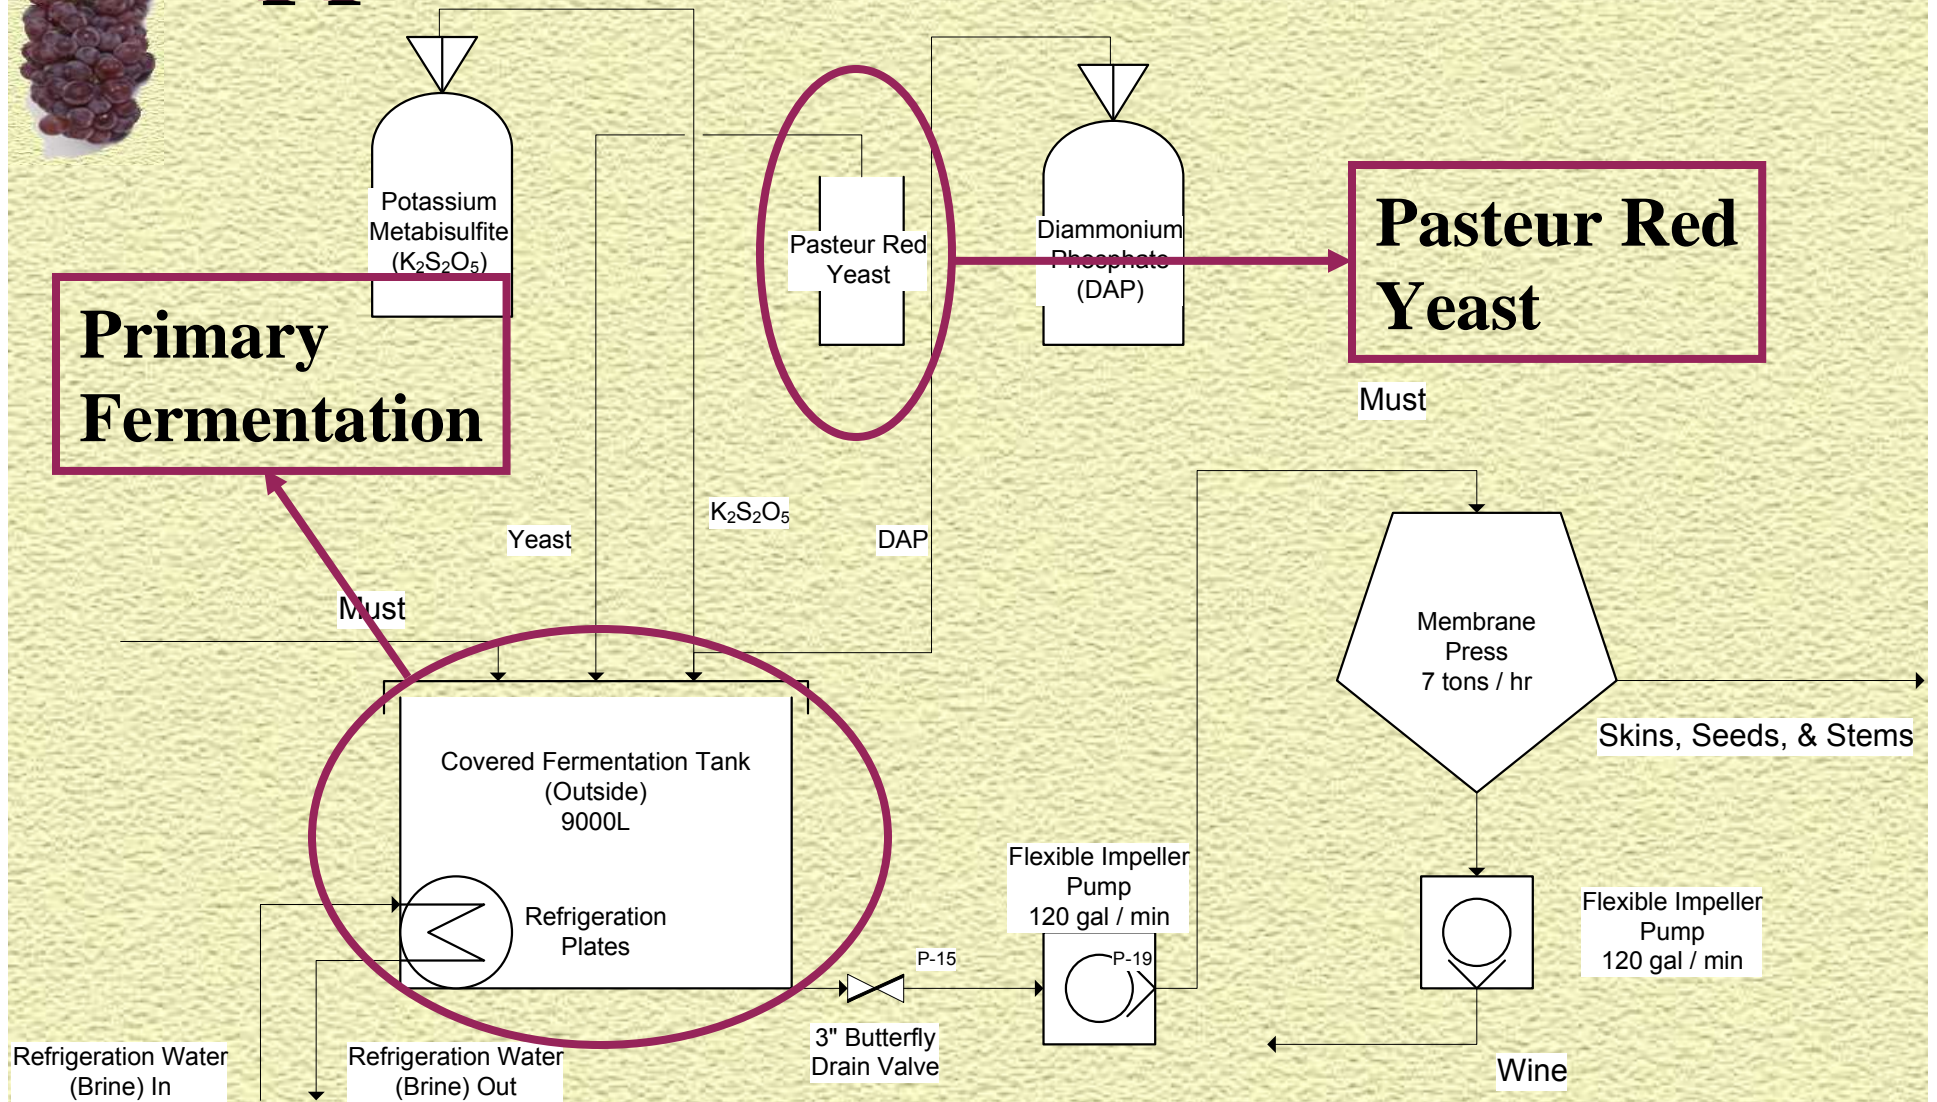 Potassium
Metabisulfite
(K₂S₂O₅)
Pasteur Red
Yeast
Diammonium
Phosphate
(DAP)
Pasteur Red
Yeast
Primary
Fermentation
Must
K₂S₂O₅
Yeast
DAP
Must
Membrane
Press
7 tons / hr
Skins, Seeds, & Stems
Covered Fermentation Tank
(Outside)
9000L
Refrigeration
Plates
Flexible Impeller
Pump
120 gal / min
P-15
P-19
Flexible Impeller
Pump
120 gal / min
3" Butterfly
Drain Valve
Refrigeration Water
(Brine) In
Refrigeration Water
(Brine) Out
Wine